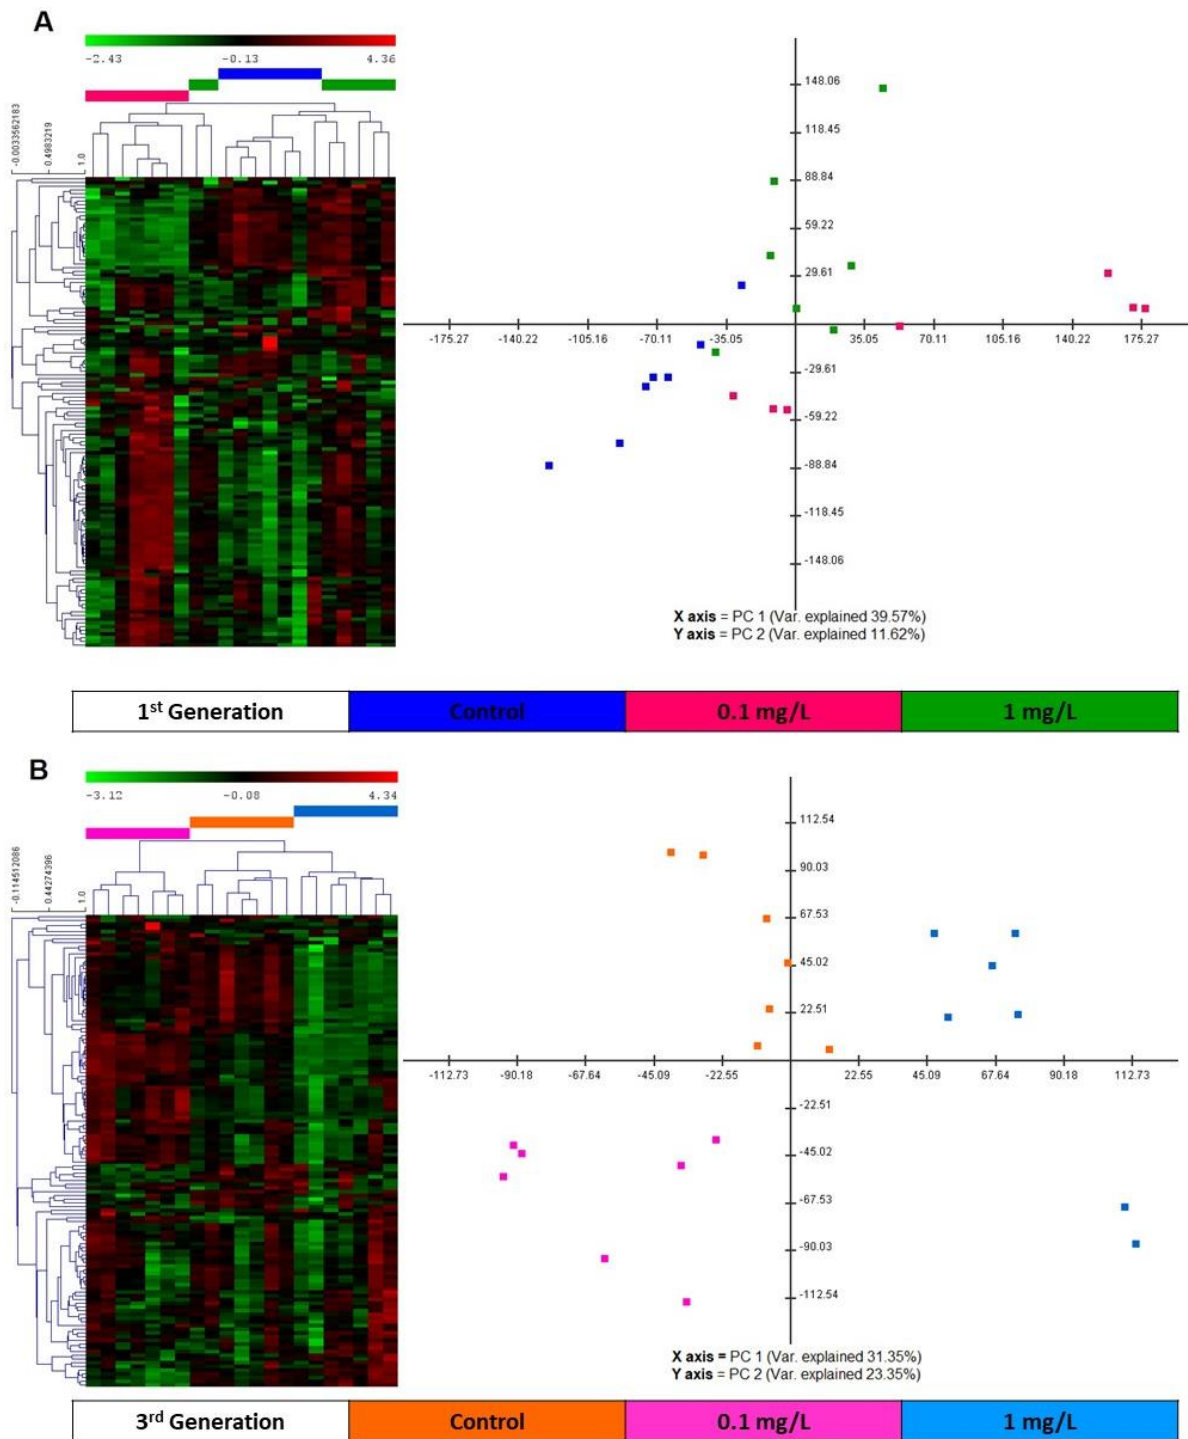 A
-2.43 -0.13 4.36
-0.0033562183
0.4983219
1.0
148.06
118.45
88.84
59.22
29.61
-175.27 -140.22 -105.16 -70.11 -35.05 35.05 70.11 105.16 140.22 175.27
-29.61
-59.22
-88.84
-118.45
-148.06
X axis = PC 1 (Var. explained 39.57%)
Y axis = PC 2 (Var. explained 11.62%)
1st Generation Control 0.1 mg/L 1 mg/L
B
-3.12 -0.08 4.34
-0.114512086
0.44274396
1.0
112.54
90.03
67.53
45.02
22.51
-112.73 -90.18 -67.64 -45.09 -22.55 22.55 45.09 67.64 90.18 112.73
-22.51
-45.02
-67.53
-90.03
-112.54
X axis = PC 1 (Var. explained 31.35%)
Y axis = PC 2 (Var. explained 23.35%)
3rd Generation Control 0.1 mg/L 1 mg/L